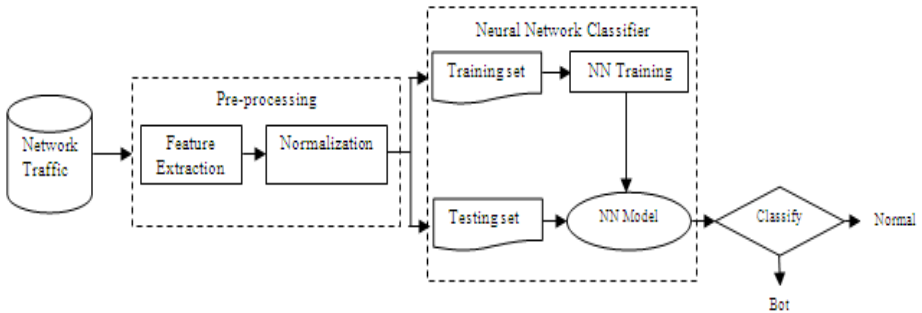 Neural Network Classifier
Training set
NN Training
Pre-processing
Network
Traffic
Feature
Extraction
Normalization
Testing set
NN Model
Classify
Normal
Bot